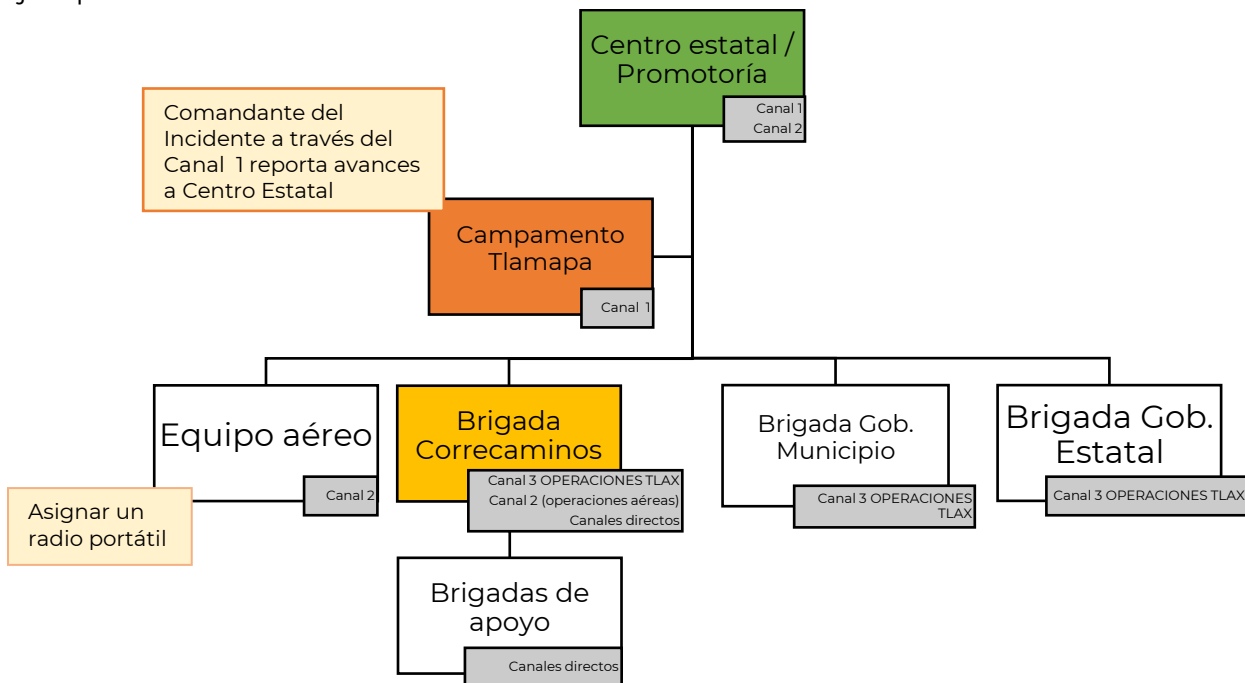 Centro estatal /
Promotoría
Canal 1
Canal 2
Comandante del
Incidente a través del
Canal 1 reporta avances
a Centro Estatal
Campamento
Tlamapa
Canal 1
Equipo aéreo
Canal 2
Asignar un
radio portátil
Brigada
Correcaminos
Canal 3 OPERACIONES TLAX
Canal 2 (operaciones aéreas)
Canales directos
Brigadas de
apoyo
Canales directos
Brigada Gob.
Municipio
Canal 3 OPERACIONES
TLAX
Brigada Gob.
Estatal
Canal 3 OPERACIONES TLAX